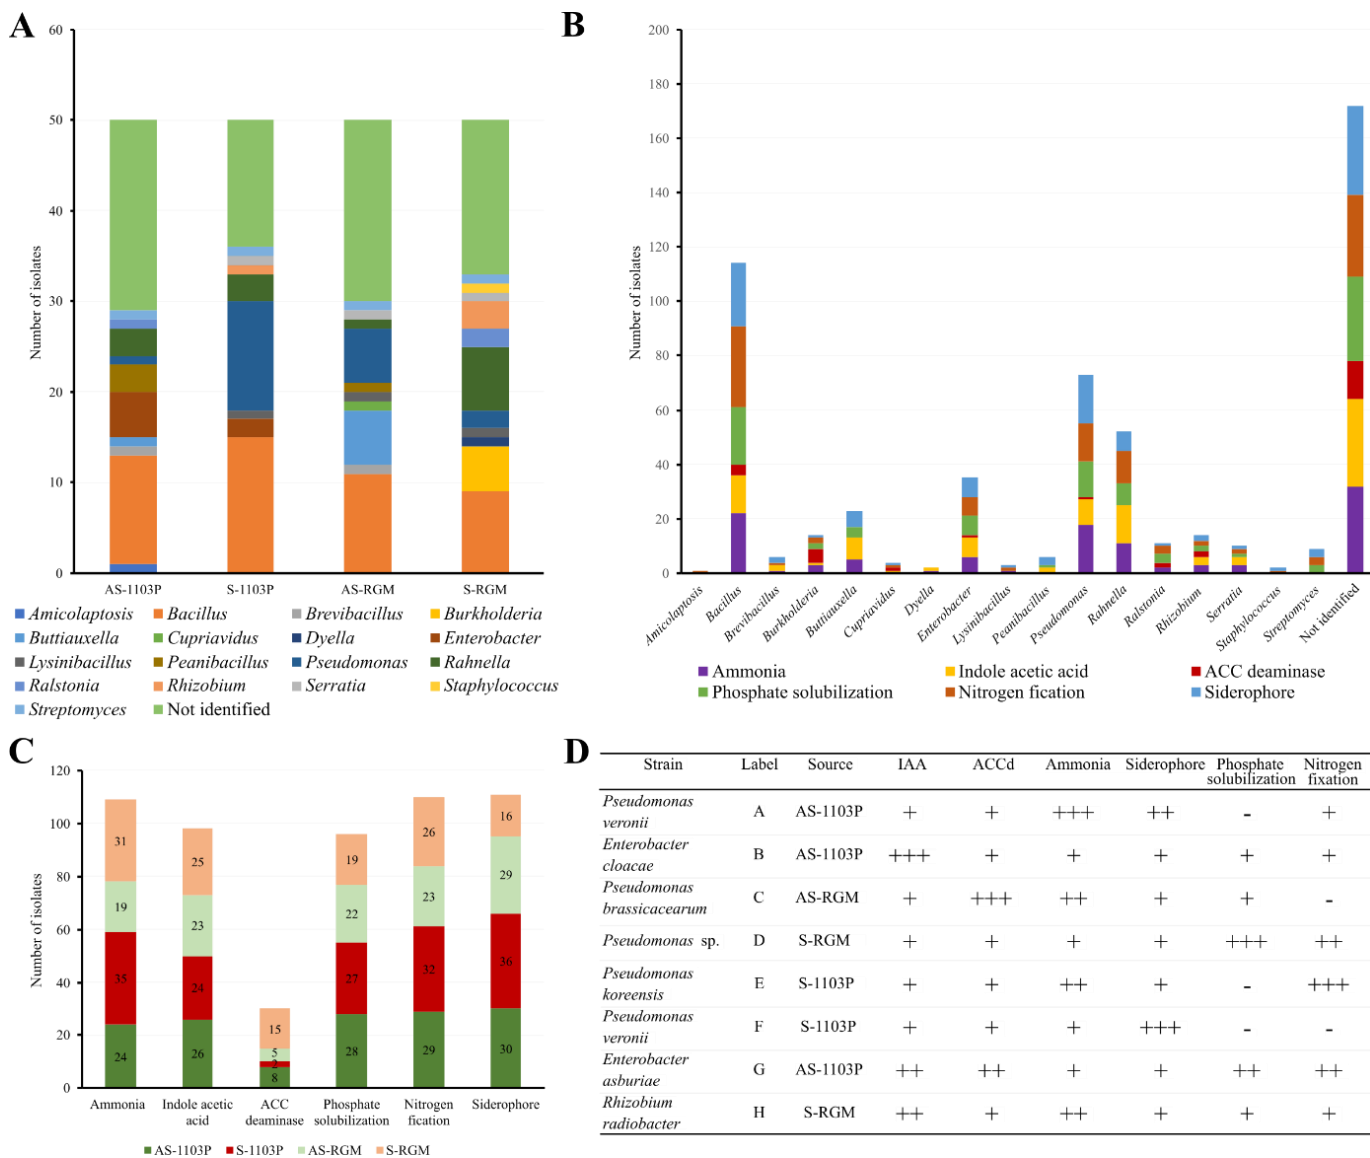 A
60
50
40
30
20
10
0
Number of isolates
AS-1103P S-1103P AS-RGM S-RGM
Amicolaptosis Bacillus Brevibacillus Burkholderia
Buttiauxella Cupriavidus Dyella Enterobacter
Lysinibacillus Peanibacillus Pseudomonas Rahnella
Ralstonia Rhizobium Serratia Staphylococcus
Streptomyces Not identified
B
200
180
160
140
120
100
80
60
40
20
0
Number of isolates
Amicolaptosis
Bacillus
Brevibacillus
Burkholderia
Buttiauxella
Cupriavidus
Dyella
Enterobacter
Lysinibacillus
Peanibacillus
Pseudomonas
Rahnella
Ralstonia
Rhizobium
Serratia
Staphylococcus
Streptomyces
Not identified
Ammonia Indole acetic acid ACC deaminase
Phosphate solubilization Nitrogen fication Siderophore
C
120
100
80
60
40
20
0
Number of isolates
31
19
35
24
25
23
24
26
15
5
2
8
19
22
27
28
26
23
32
29
16
29
36
30
Ammonia Indole acetic ACC Phosphate Nitrogen Siderophore
acid deaminase solubilization fication
AS-1103P S-1103P AS-RGM S-RGM
D
Strain Label Source IAA ACCd Ammonia Siderophore Phosphate solubilization Nitrogen fixation
Pseudomonas veronii A AS-1103P + + +++ ++ - +
Enterobacter cloacae B AS-1103P +++ + + + + +
Pseudomonas brassicacearum C AS-RGM + +++ ++ + + -
Pseudomonas sp. D S-RGM + + + + +++ ++
Pseudomonas koreensis E S-1103P + + ++ + - +++
Pseudomonas veronii F S-1103P + + + +++ - -
Enterobacter asburiae G AS-1103P ++ ++ + + ++ ++
Rhizobium radiobacter H S-RGM ++ + ++ + + +